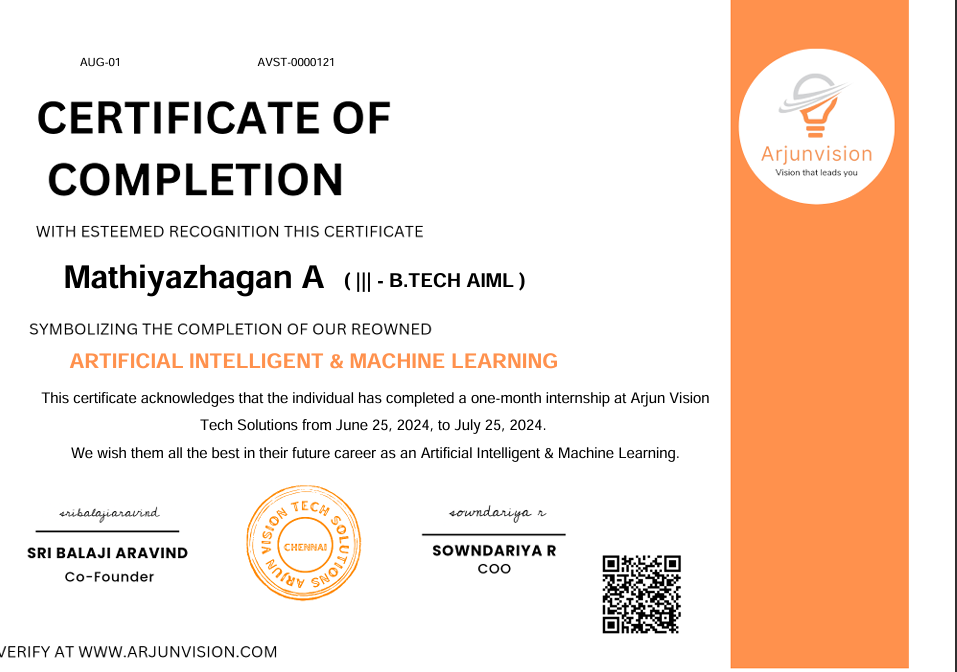 AUG-01 AVST-0000121
Arjunvision
Vision that leads you
CERTIFICATE OF
COMPLETION
WITH ESTEEMED RECOGNITION THIS CERTIFICATE
Mathiyazhagan A ( ||| - B.TECH AIML )
SYMBOLIZING THE COMPLETION OF OUR REOWNED
ARTIFICIAL INTELLIGENT & MACHINE LEARNING
This certificate acknowledges that the individual has completed a one-month internship at Arjun Vision
Tech Solutions from June 25, 2024, to July 25, 2024.
We wish them all the best in their future career as an Artificial Intelligent & Machine Learning.
sribalajiaravind
SRI BALAJI ARAVIND
Co-Founder
ARJUN VISION TECH SOLUTIONS
CHENNAI
sowndariya r
SOWNDARIYA R
COO
VERIFY AT WWW.ARJUNVISION.COM